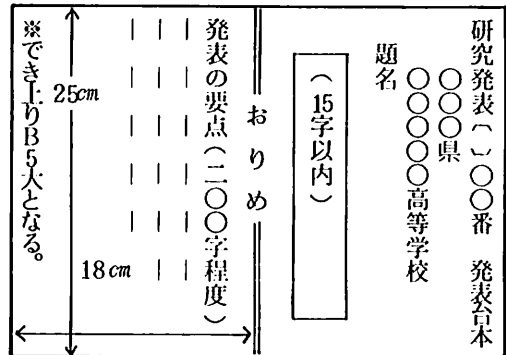 研究発表( )〇〇番 発表台本
〇〇〇県
〇〇〇〇〇高等学校
題名
(15字以内)
おりめ
発表の要点(二〇〇字程度)
25cm
18cm
※でき上りB5大となる。